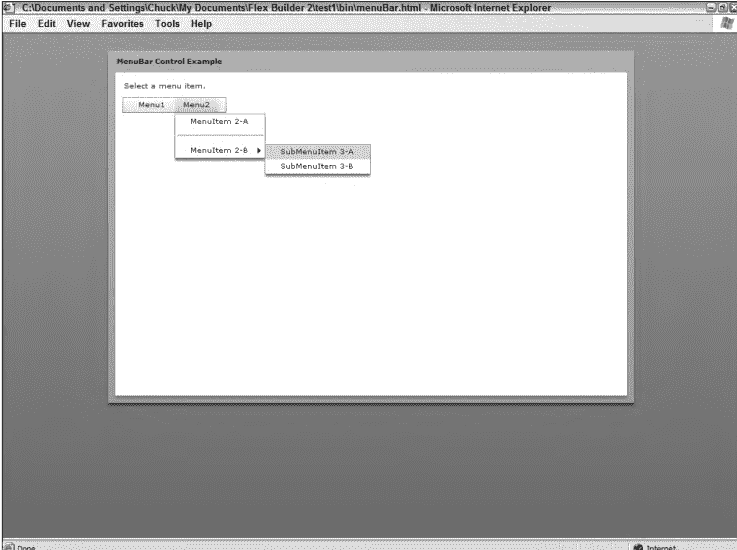 C:\Documents and Settings\Chuck\My Documents\Flex Builder 2\test1\bin\menuBar.html - Microsoft Internet Explorer
File Edit View Favorites Tools Help
MenuBar Control Example
Select a menu item.
Menu1 Menu2
MenuItem 2-A
MenuItem 2-B SubMenuItem 3-A
SubMenuItem 3-B
Done Internet